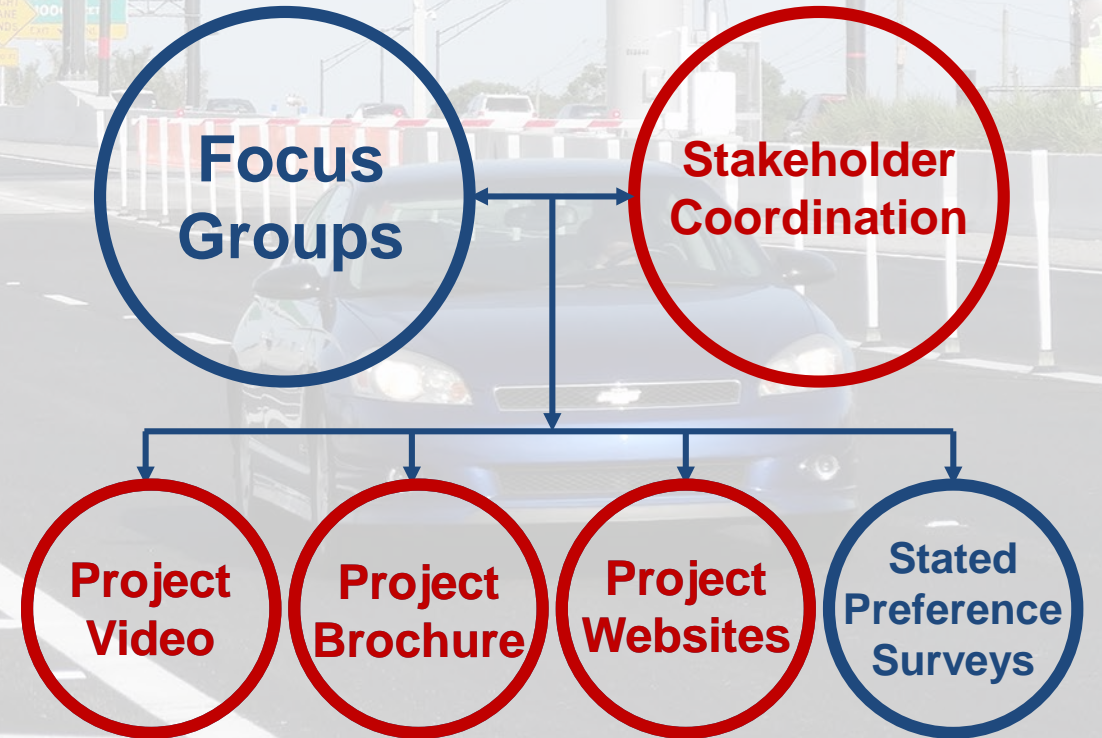 Focus
Groups
Stakeholder
Coordination
Project
Video
Project
Brochure
Project
Websites
Stated
Preference
Surveys